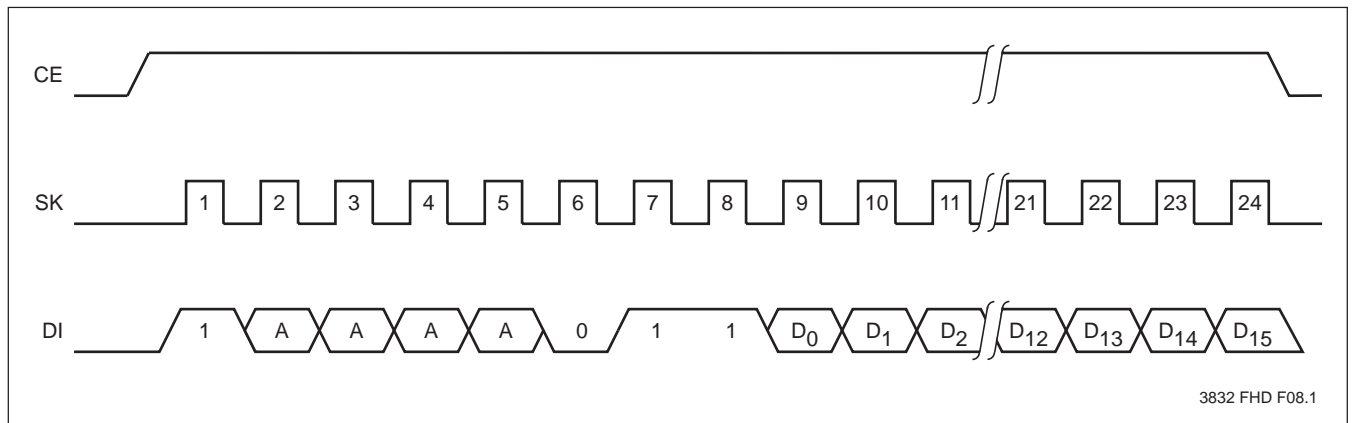 CE
SK 1 2 3 4 5 6 7 8 9 10 11 21 22 23 24
DI 1 A A A A 0 1 1 D0 D1 D2 D12 D13 D14 D15
3832 FHD F08.1